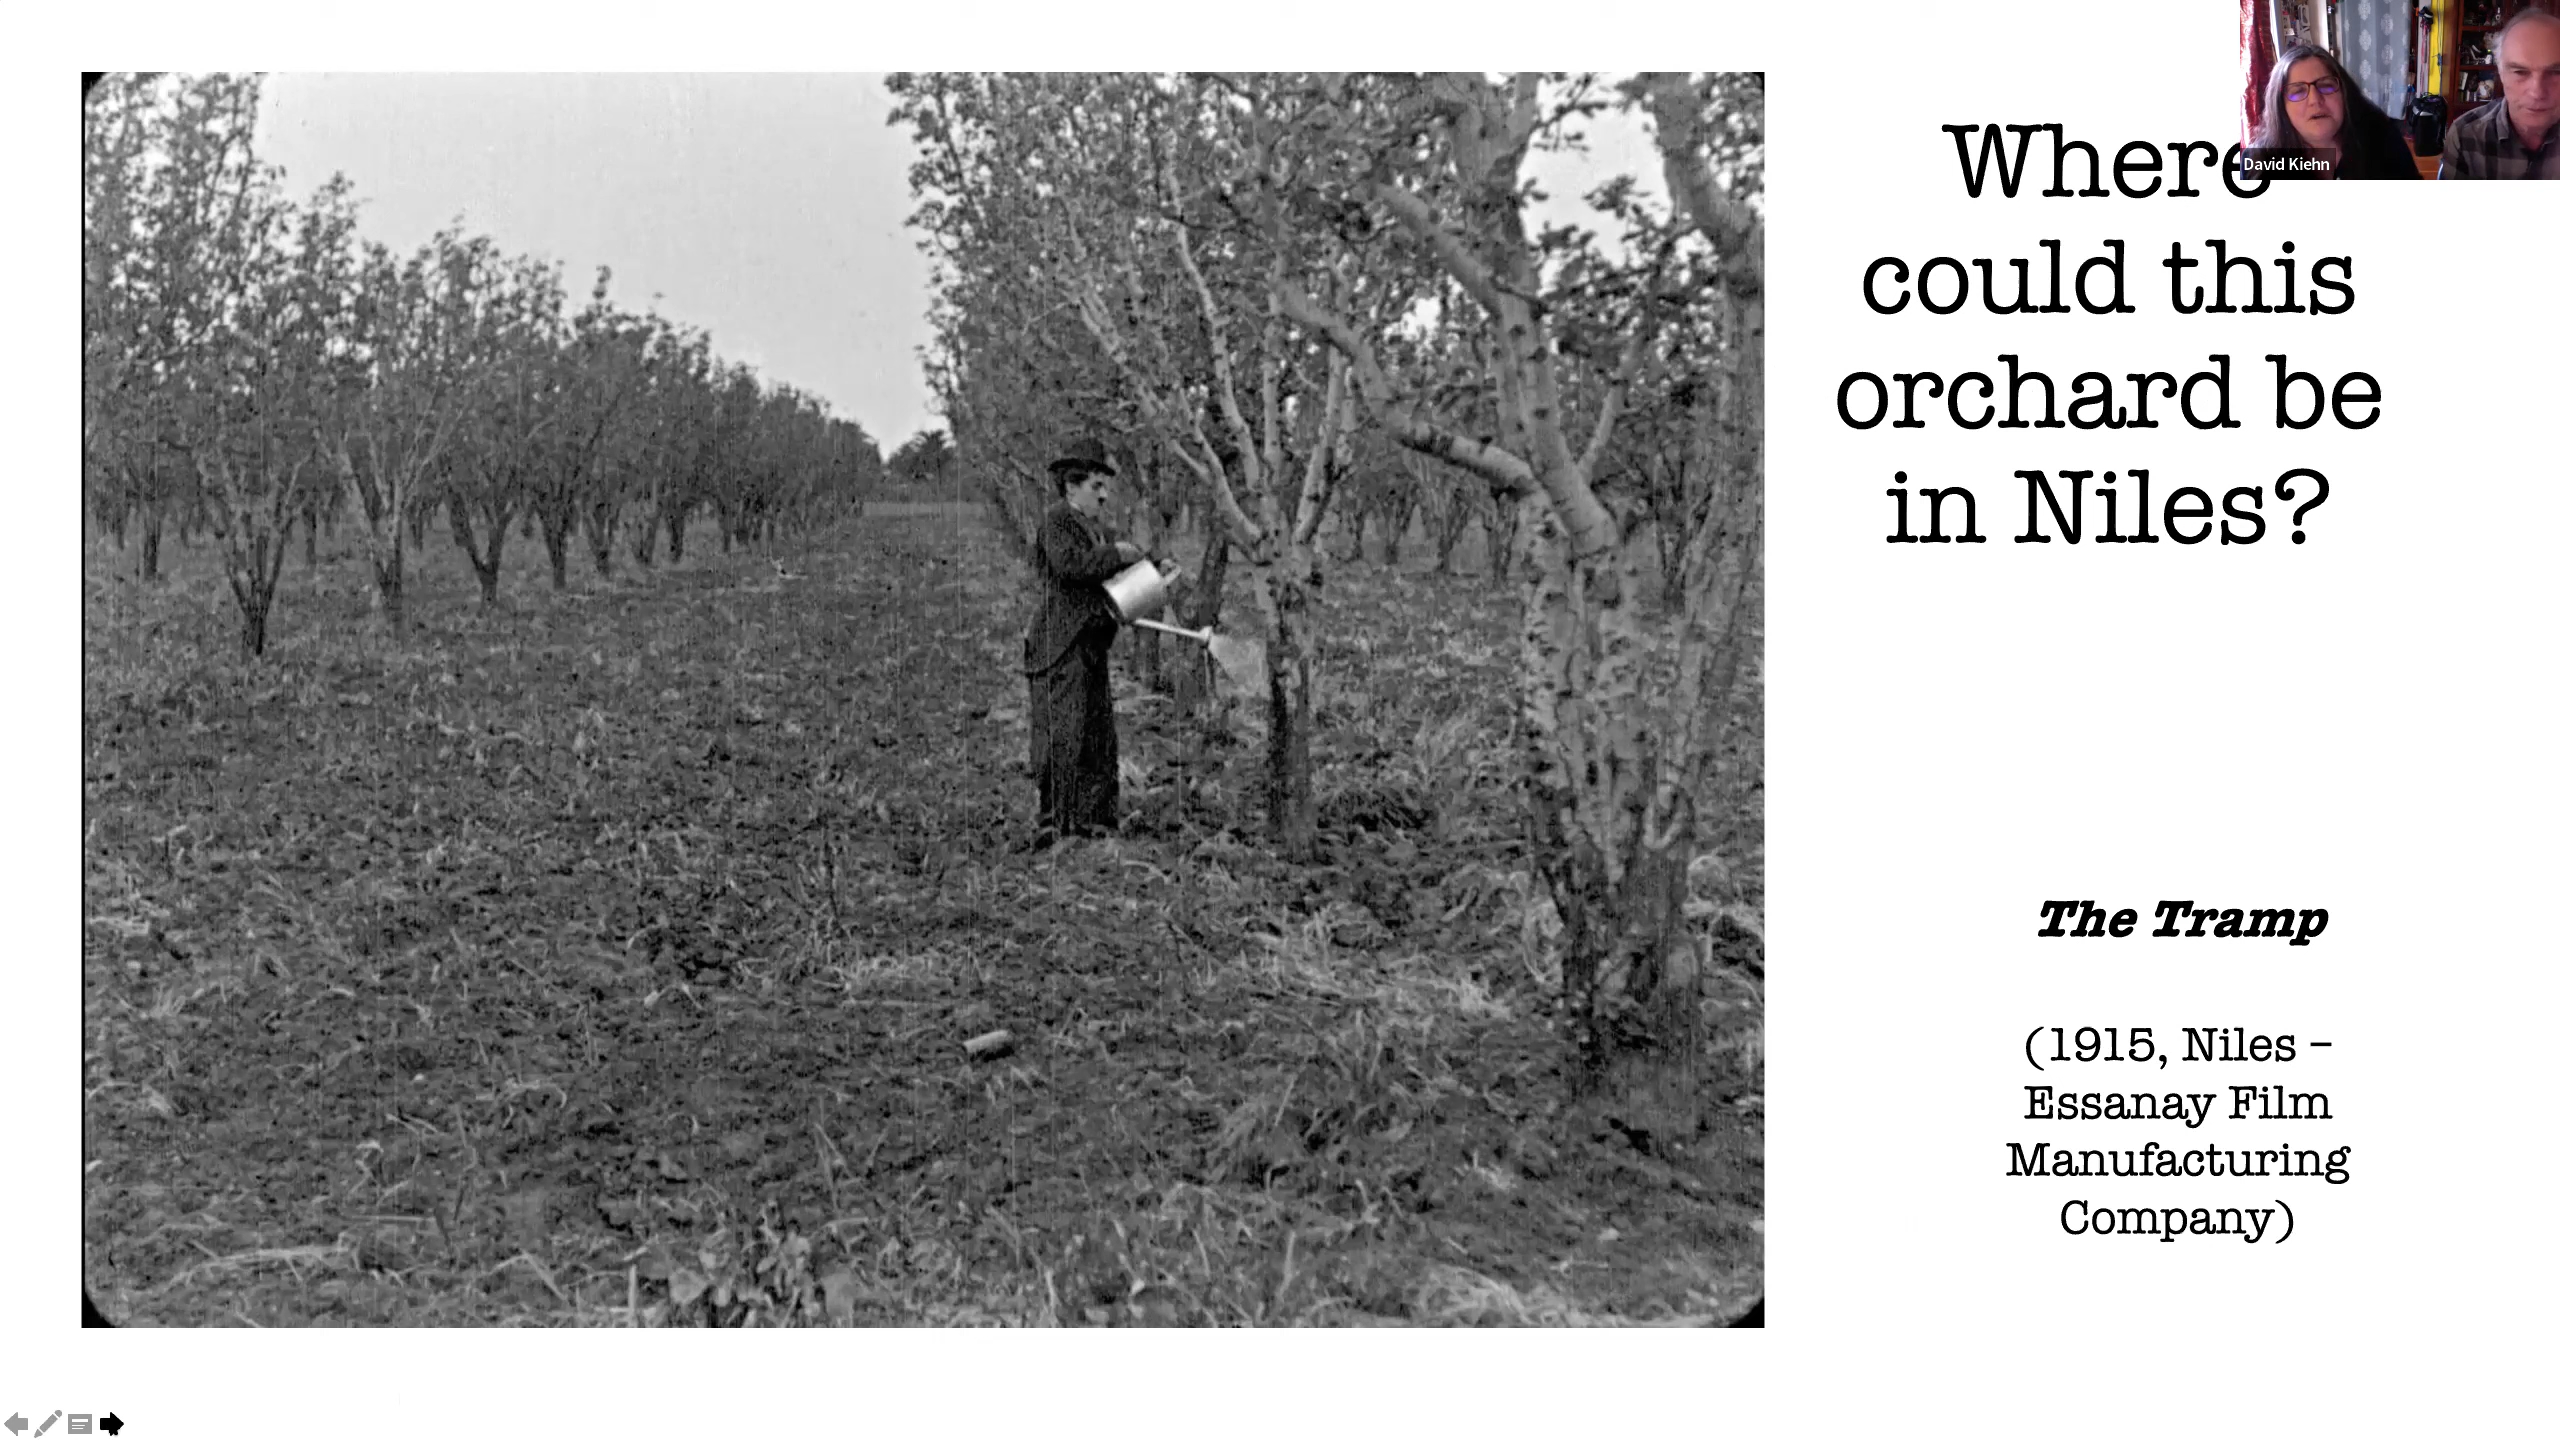 Where
could this
orchard be
in Niles?
David Kiehn
The Tramp
(1915, Niles –
Essanay Film
Manufacturing
Company)